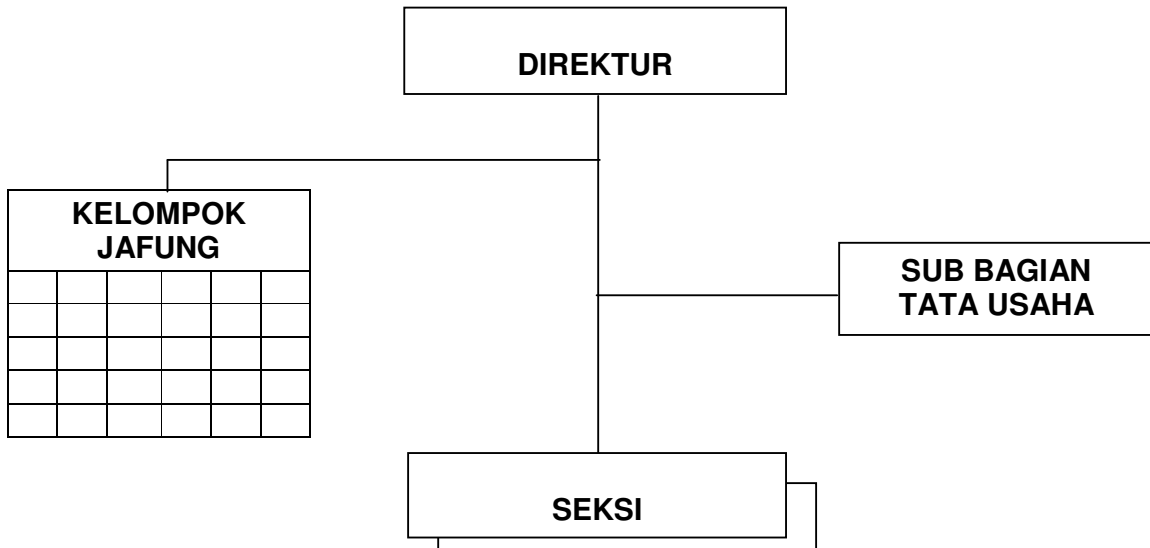 DIREKTUR
KELOMPOK
JAFUNG
SUB BAGIAN
TATA USAHA
SEKSI